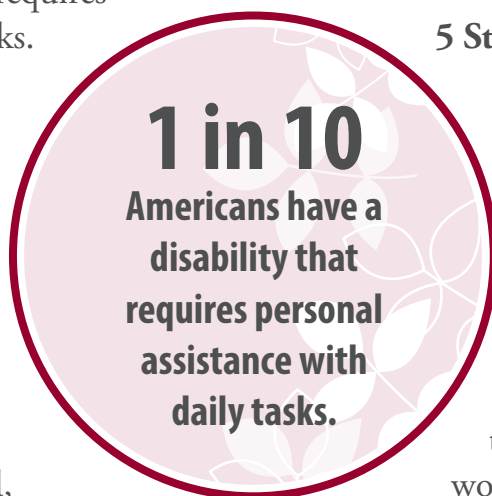 requires
ks.
5 St
1 in 10
Americans have a
disability that
requires personal
assistance with
daily tasks.
wo